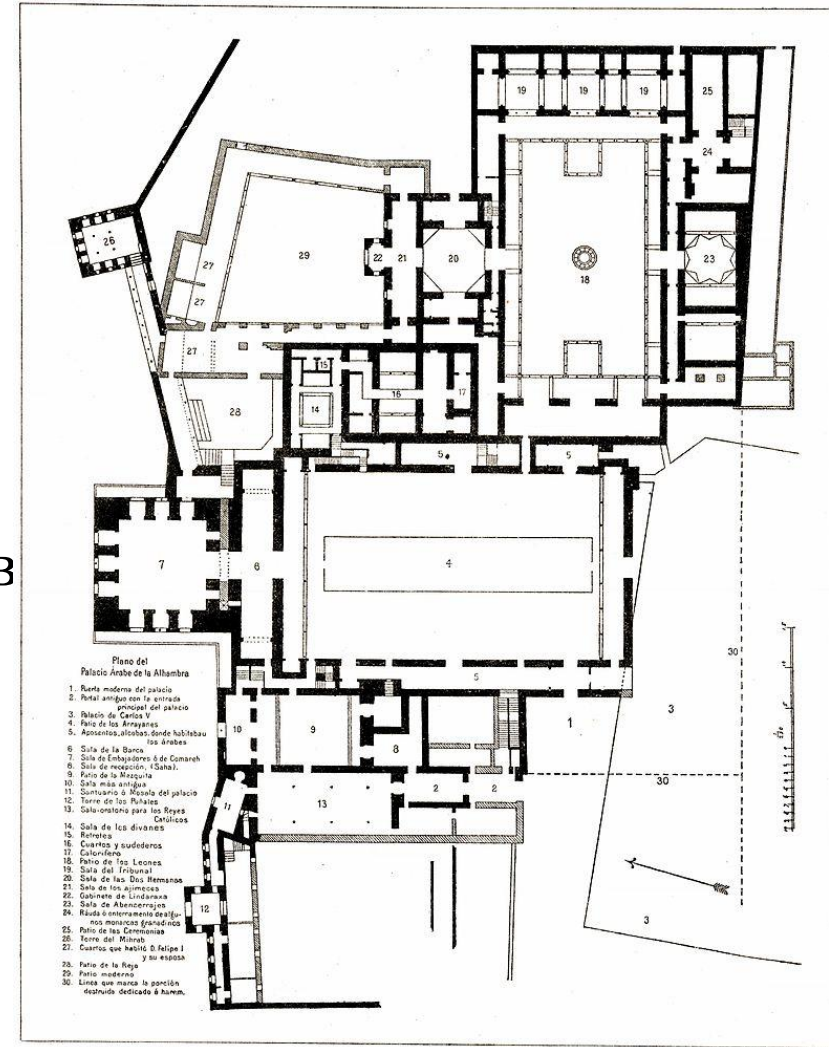 19
19
19
25
24
26
27
29
22
21
20
18
23
27
27
15
14
16
17
28
5
5
7
6
4
B
30
Plano del
Palacio Árabe de la Alhambra
1. Puerta moderna del palacio
2. Portal antiguo con la entrada
principal del palacio
3. Palacio de Carlos V
4. Patio de los Arrayanes
5. Aposentos, alcobas, donde habitaban
los árabes
6 Sala de la Barca
7. Sala de Embajadores ó de Comareh
8. Sala de recepción, (Saha).
9. Patio de la Mezquita
10. Sala más antigua
11. Santuario ó Mosala del palacio
12. Torre de los Puñales
13. Sala-oratorio para los Reyes
Católicos
14. Sala de los divanes
15. Retretes
16. Cuartos y sudaderos
17. Calorífero
18. Patio de los Leones
19. Sala del Tribunal
20. Sala de las Dos Hermanas
21. Sala de los ajimeces
22. Gabinete de Lindaraxa
23. Sala de Abencerrajes
24. Ráuda ó enterramiento de algu-
nos monarcas granadinos
25. Patio de las Ceremonias
26. Torre del Mihrab
27. Cuartos que habitó D. Felipe I
y su esposa
28. Patio de la Reja
29. Patio moderno
30. Linea que marca la porción
destruida dedicado á harem.
5
10
9
8
1
3
11
13
2
2
30
12
3